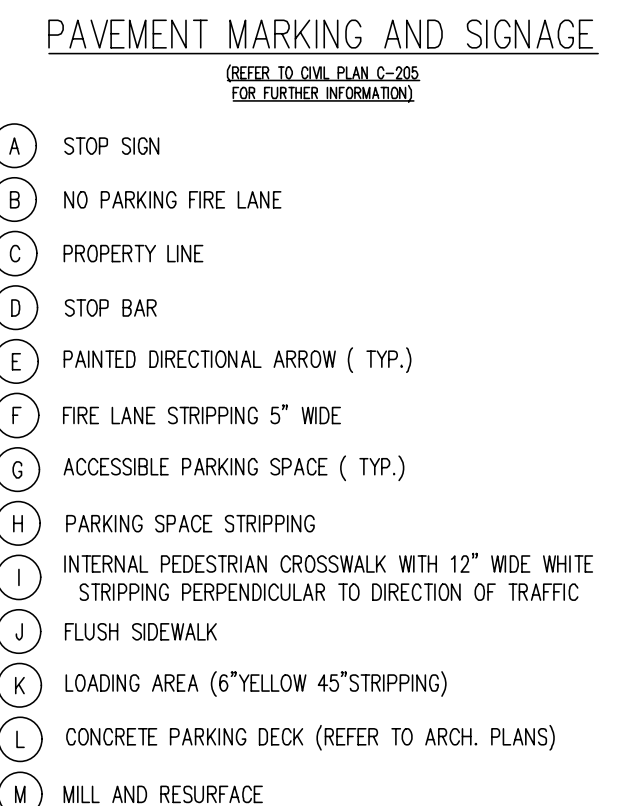 PAVEMENT MARKING AND SIGNAGE
(REFER TO CIVIL PLAN C-205
FOR FURTHER INFORMATION)
A STOP SIGN
B NO PARKING FIRE LANE
C PROPERTY LINE
D STOP BAR
E PAINTED DIRECTIONAL ARROW ( TYP.)
F FIRE LANE STRIPPING 5" WIDE
G ACCESSIBLE PARKING SPACE ( TYP.)
H PARKING SPACE STRIPPING
I INTERNAL PEDESTRIAN CROSSWALK WITH 12" WIDE WHITE
STRIPPING PERPENDICULAR TO DIRECTION OF TRAFFIC
J FLUSH SIDEWALK
K LOADING AREA (6"YELLOW 45"STRIPPING)
L CONCRETE PARKING DECK (REFER TO ARCH. PLANS)
M MILL AND RESURFACE